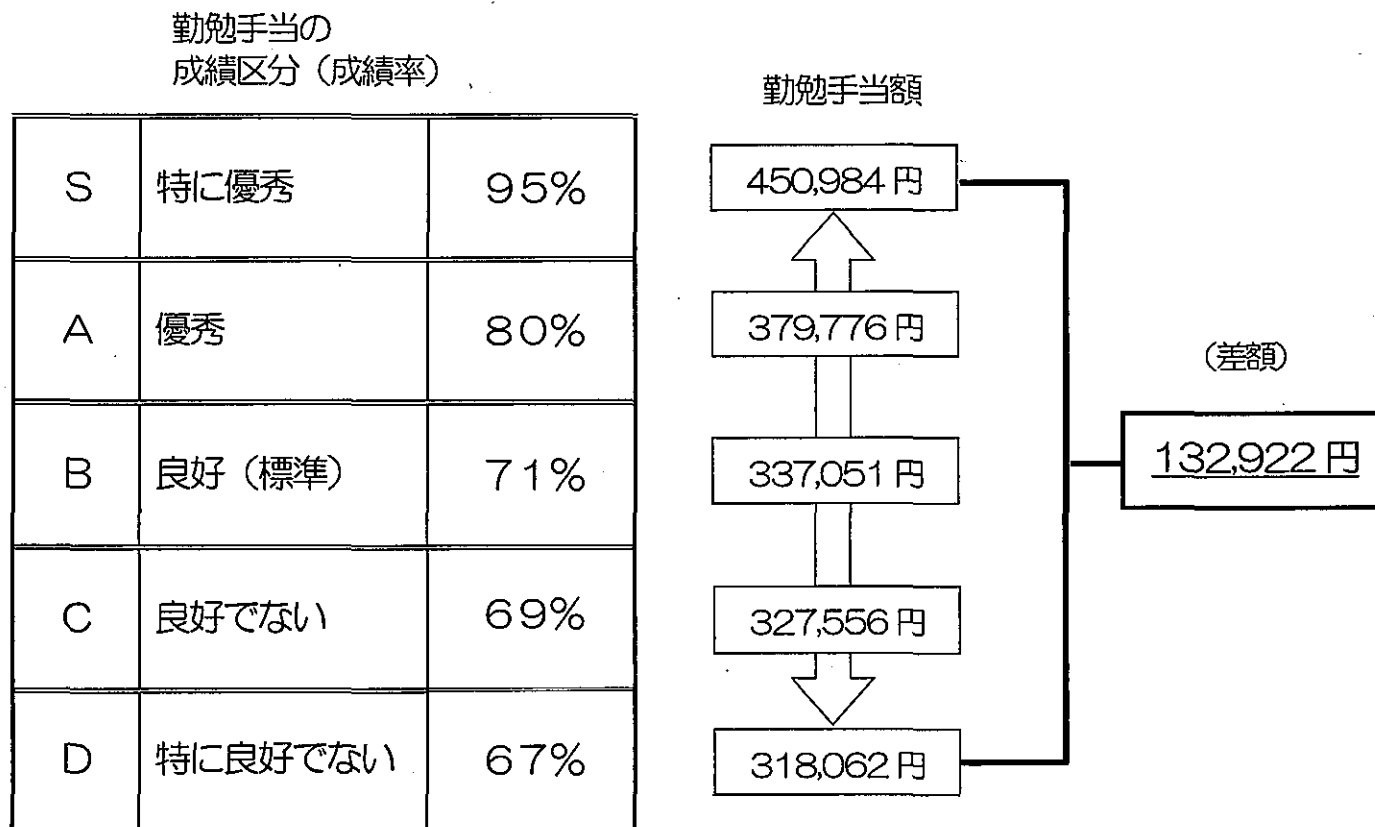 勤勉手当の
成績区分（成績率）
勤勉手当額
S 特に優秀 95%
450,984円
A 優秀 80%
379,776円
（差額）
B 良好（標準） 71%
337,051円
132,922円
C 良好でない 69%
327,556円
D 特に良好でない 67%
318,062円